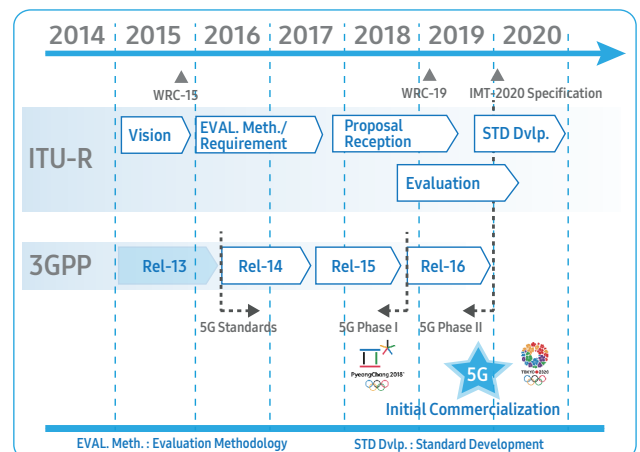 2014 2015 2016 2017 2018 2019 2020
WRC-15 WRC-19 IMT-2020 Specification
ITU-R
Vision
EVAL. Meth./
Requirement
Proposal
Reception
STD Dvlp.
Evaluation
3GPP
Rel-13 Rel-14 Rel-15 Rel-16
5G Standards 5G Phase I 5G Phase II
PyeongChang 2018
5G
TOKYO 2020
Initial Commercialization
EVAL. Meth. : Evaluation Methodology STD Dvlp. : Standard Development